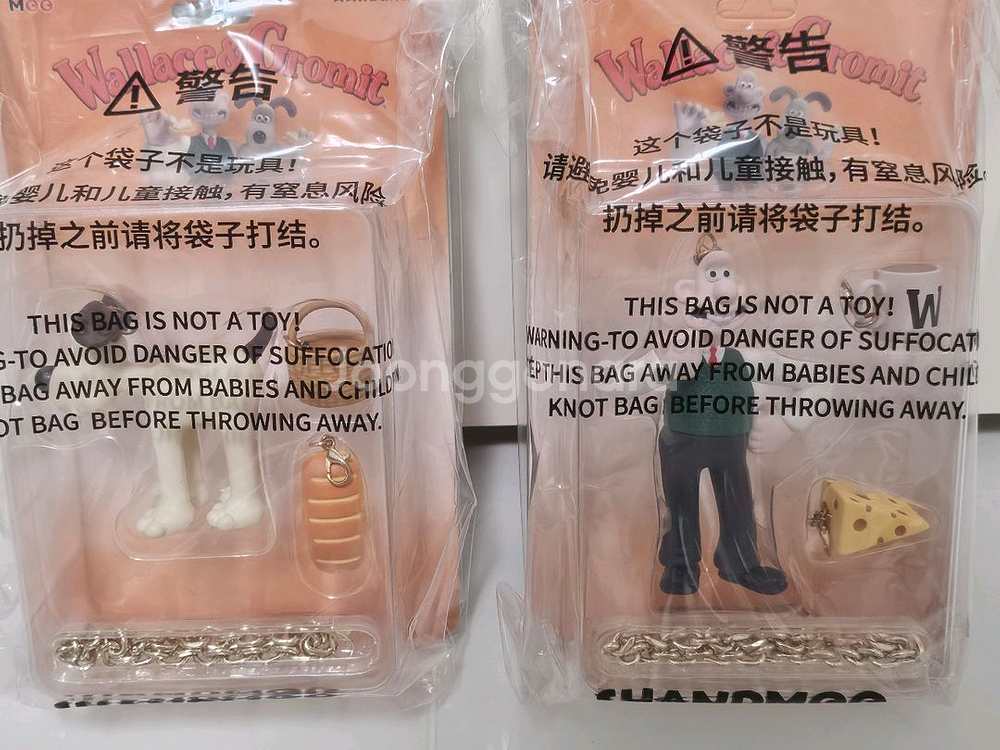 MGG
Wallace & Gromit
警告
这个袋子不是玩具！
免婴儿和儿童接触，有窒息风险
扔掉之前请将袋子打结。
THIS BAG IS NOT A TOY!
G-TO AVOID DANGER OF SUFFOCATIO
BAG AWAY FROM BABIES AND CHILD
OT BAG BEFORE THROWING AWAY.
Wallace & Gromit
警告
这个袋子不是玩具！
请避免婴儿和儿童接触，有窒息风险。
扔掉之前请将袋子打结。
W
THIS BAG IS NOT A TOY!
WARNING-TO AVOID DANGER OF SUFFOCATI
EEP THIS BAG AWAY FROM BABIES AND CHIL
KNOT BAG BEFORE THROWING AWAY.